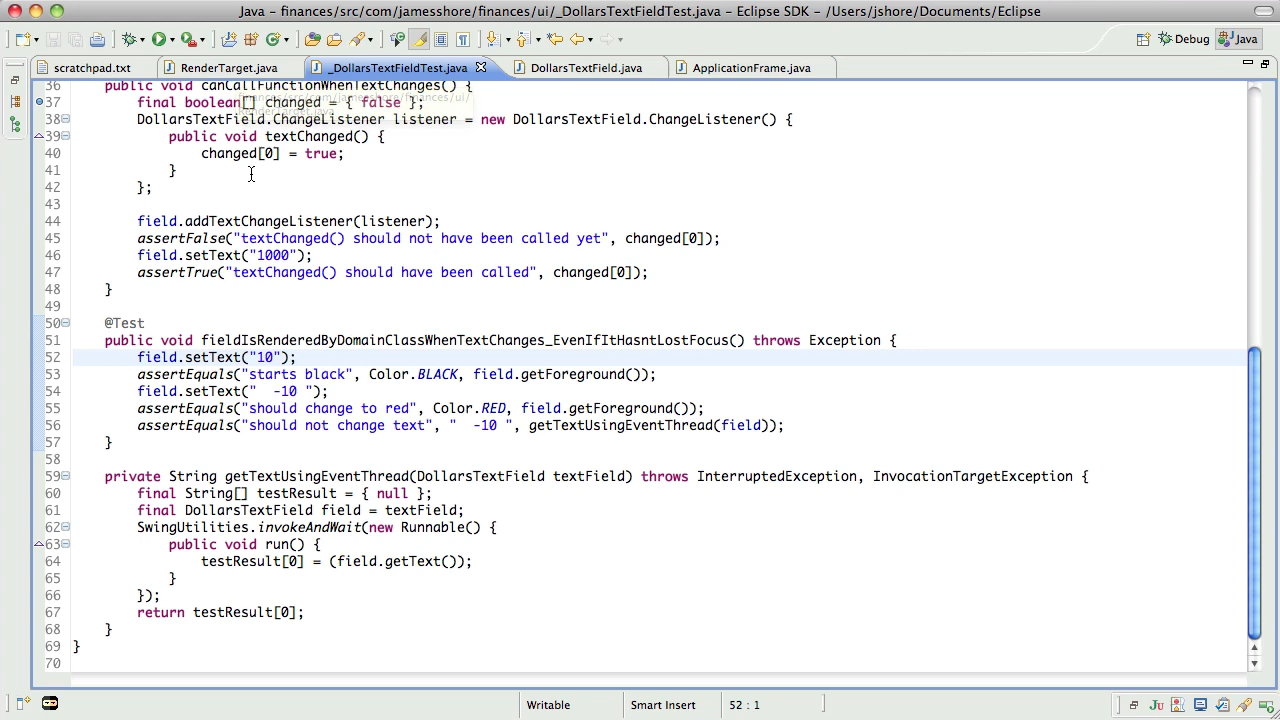 Java - finances/src/com/jamesshore/finances/ui/_DollarsTextFieldTest.java - Eclipse SDK - /Users/jshore/Documents/Eclipse
Debug Java
scratchpad.txt RenderTarget.java _DollarsTextFieldTest.java DollarsTextField.java ApplicationFrame.java
36 public void canCallFunctionWhenTextChanges() {
finances/src/com/jamesshore/finances/ui/
RenderTarget.java
37 final boolean[] changed = { false };
38 DollarsTextField.ChangeListener listener = new DollarsTextField.ChangeListener() {
39 public void textChanged() {
40 changed[0] = true;
41 }
42 };
43
44 field.addTextChangeListener(listener);
45 assertFalse("textChanged() should not have been called yet", changed[0]);
46 field.setText("1000");
47 assertTrue("textChanged() should have been called", changed[0]);
48 }
49
50 @Test
51 public void fieldIsRenderedByDomainClassWhenTextChanges_EvenIfItHasntLostFocus() throws Exception {
52 field.setText("10");
53 assertEquals("starts black", Color.BLACK, field.getForeground());
54 field.setText("  -10 ");
55 assertEquals("should change to red", Color.RED, field.getForeground());
56 assertEquals("should not change text", "  -10 ", getTextUsingEventThread(field));
57 }
58
59 private String getTextUsingEventThread(DollarsTextField textField) throws InterruptedException, InvocationTargetException {
60 final String[] testResult = { null };
61 final DollarsTextField field = textField;
62 SwingUtilities.invokeAndWait(new Runnable() {
63 public void run() {
64 testResult[0] = (field.getText());
65 }
66 });
67 return testResult[0];
68 }
69 }
70
Writable Smart Insert 52 : 1